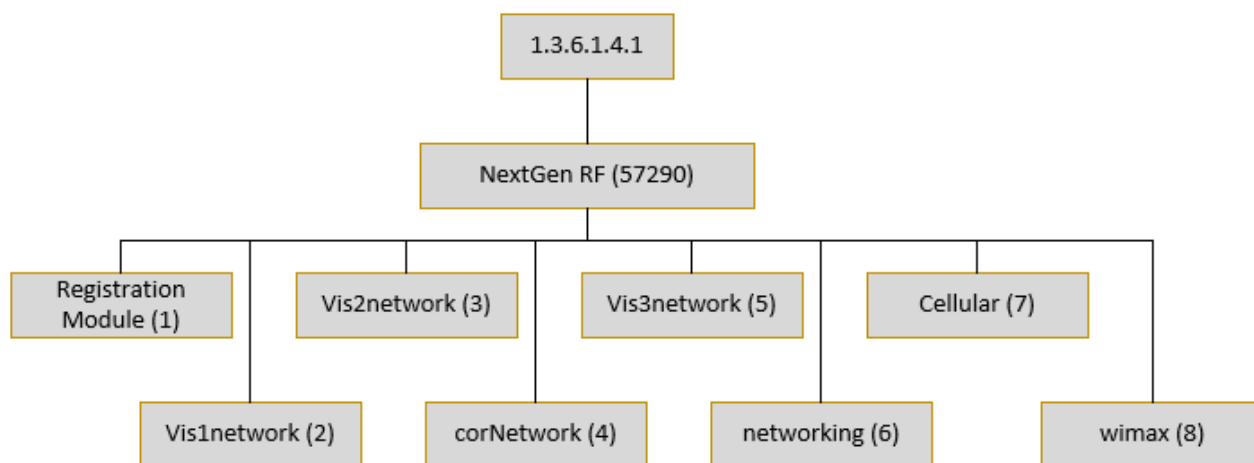 1.3.6.1.4.1
NextGen RF (57290)
Registration
Module (1)
Vis2network (3)
Vis3network (5)
Cellular (7)
Vis1network (2)
corNetwork (4)
networking (6)
wimax (8)